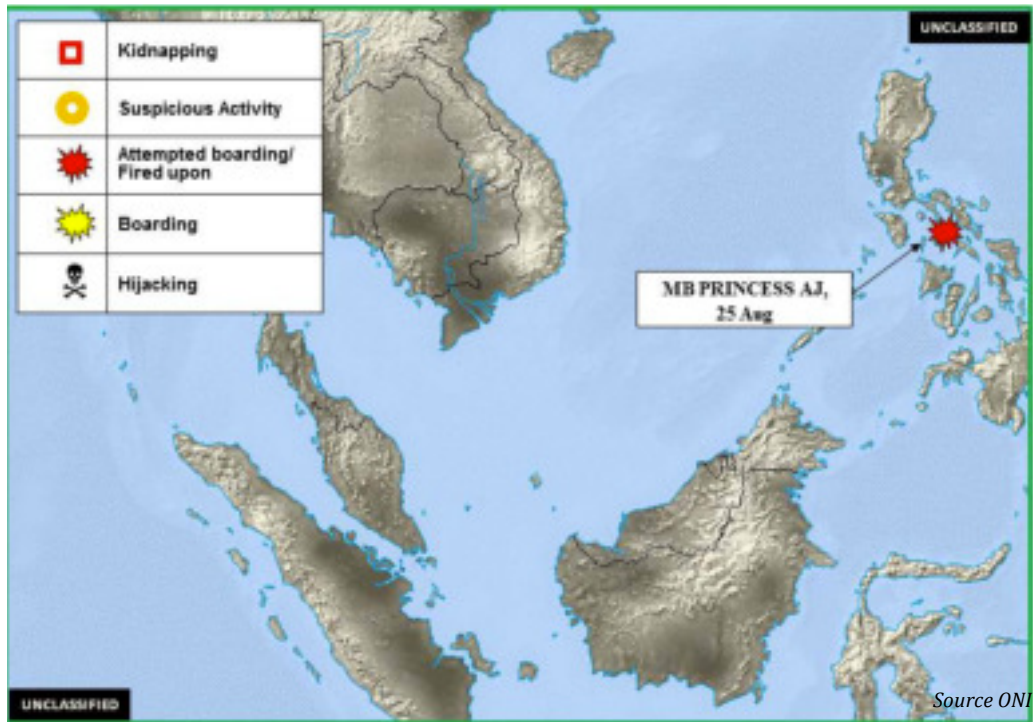 UNCLASSIFIED
Kidnapping
Suspicious Activity
Attempted boarding/
Fired upon
Boarding
Hijacking
MB PRINCESS AJ,
25 Aug
UNCLASSIFIED
Source ONI